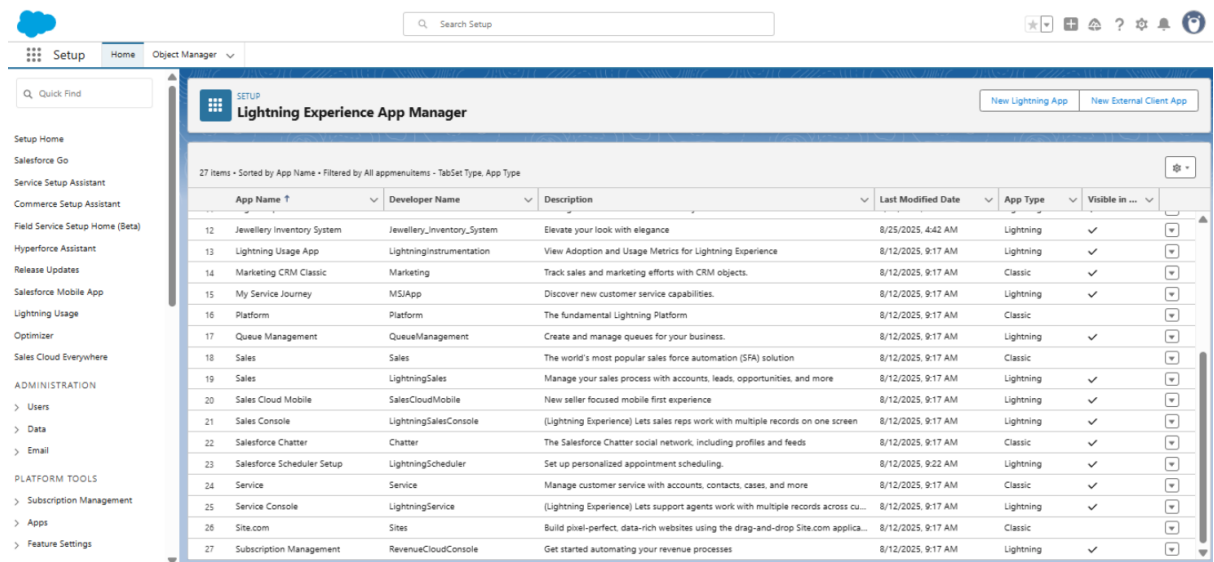 Search Setup
Setup
Home
Object Manager
Quick Find
Setup Home
Salesforce Go
Service Setup Assistant
Commerce Setup Assistant
Field Service Setup Home (Beta)
Hyperforce Assistant
Release Updates
Salesforce Mobile App
Lightning Usage
Optimizer
Sales Cloud Everywhere
ADMINISTRATION
Users
Data
Email
PLATFORM TOOLS
Subscription Management
Apps
Feature Settings
SETUP
Lightning Experience App Manager
New Lightning App
New External Client App
27 items • Sorted by App Name • Filtered by All appmenuitems - TabSet Type, App Type
App Name ↑ Developer Name Description Last Modified Date App Type Visible in ...
12 Jewellery Inventory System Jewellery_Inventory_System Elevate your look with elegance 8/25/2025, 4:42 AM Lightning ✓
13 Lightning Usage App LightningInstrumentation View Adoption and Usage Metrics for Lightning Experience 8/12/2025, 9:17 AM Lightning ✓
14 Marketing CRM Classic Marketing Track sales and marketing efforts with CRM objects. 8/12/2025, 9:17 AM Classic ✓
15 My Service Journey MSJApp Discover new customer service capabilities. 8/12/2025, 9:17 AM Lightning ✓
16 Platform Platform The fundamental Lightning Platform 8/12/2025, 9:17 AM Classic
17 Queue Management QueueManagement Create and manage queues for your business. 8/12/2025, 9:17 AM Lightning ✓
18 Sales Sales The world's most popular sales force automation (SFA) solution 8/12/2025, 9:17 AM Classic
19 Sales LightningSales Manage your sales process with accounts, leads, opportunities, and more 8/12/2025, 9:17 AM Lightning ✓
20 Sales Cloud Mobile SalesCloudMobile New seller focused mobile first experience 8/12/2025, 9:17 AM Lightning ✓
21 Sales Console LightningSalesConsole (Lightning Experience) Lets sales reps work with multiple records on one screen 8/12/2025, 9:17 AM Lightning ✓
22 Salesforce Chatter Chatter The Salesforce Chatter social network, including profiles and feeds 8/12/2025, 9:17 AM Classic ✓
23 Salesforce Scheduler Setup LightningScheduler Set up personalized appointment scheduling. 8/12/2025, 9:22 AM Lightning ✓
24 Service Service Manage customer service with accounts, contacts, cases, and more 8/12/2025, 9:17 AM Classic ✓
25 Service Console LightningService (Lightning Experience) Lets support agents work with multiple records across cu... 8/12/2025, 9:17 AM Lightning ✓
26 Site.com Sites Build pixel-perfect, data-rich websites using the drag-and-drop Site.com applica... 8/12/2025, 9:17 AM Classic
27 Subscription Management RevenueCloudConsole Get started automating your revenue processes 8/12/2025, 9:17 AM Lightning ✓